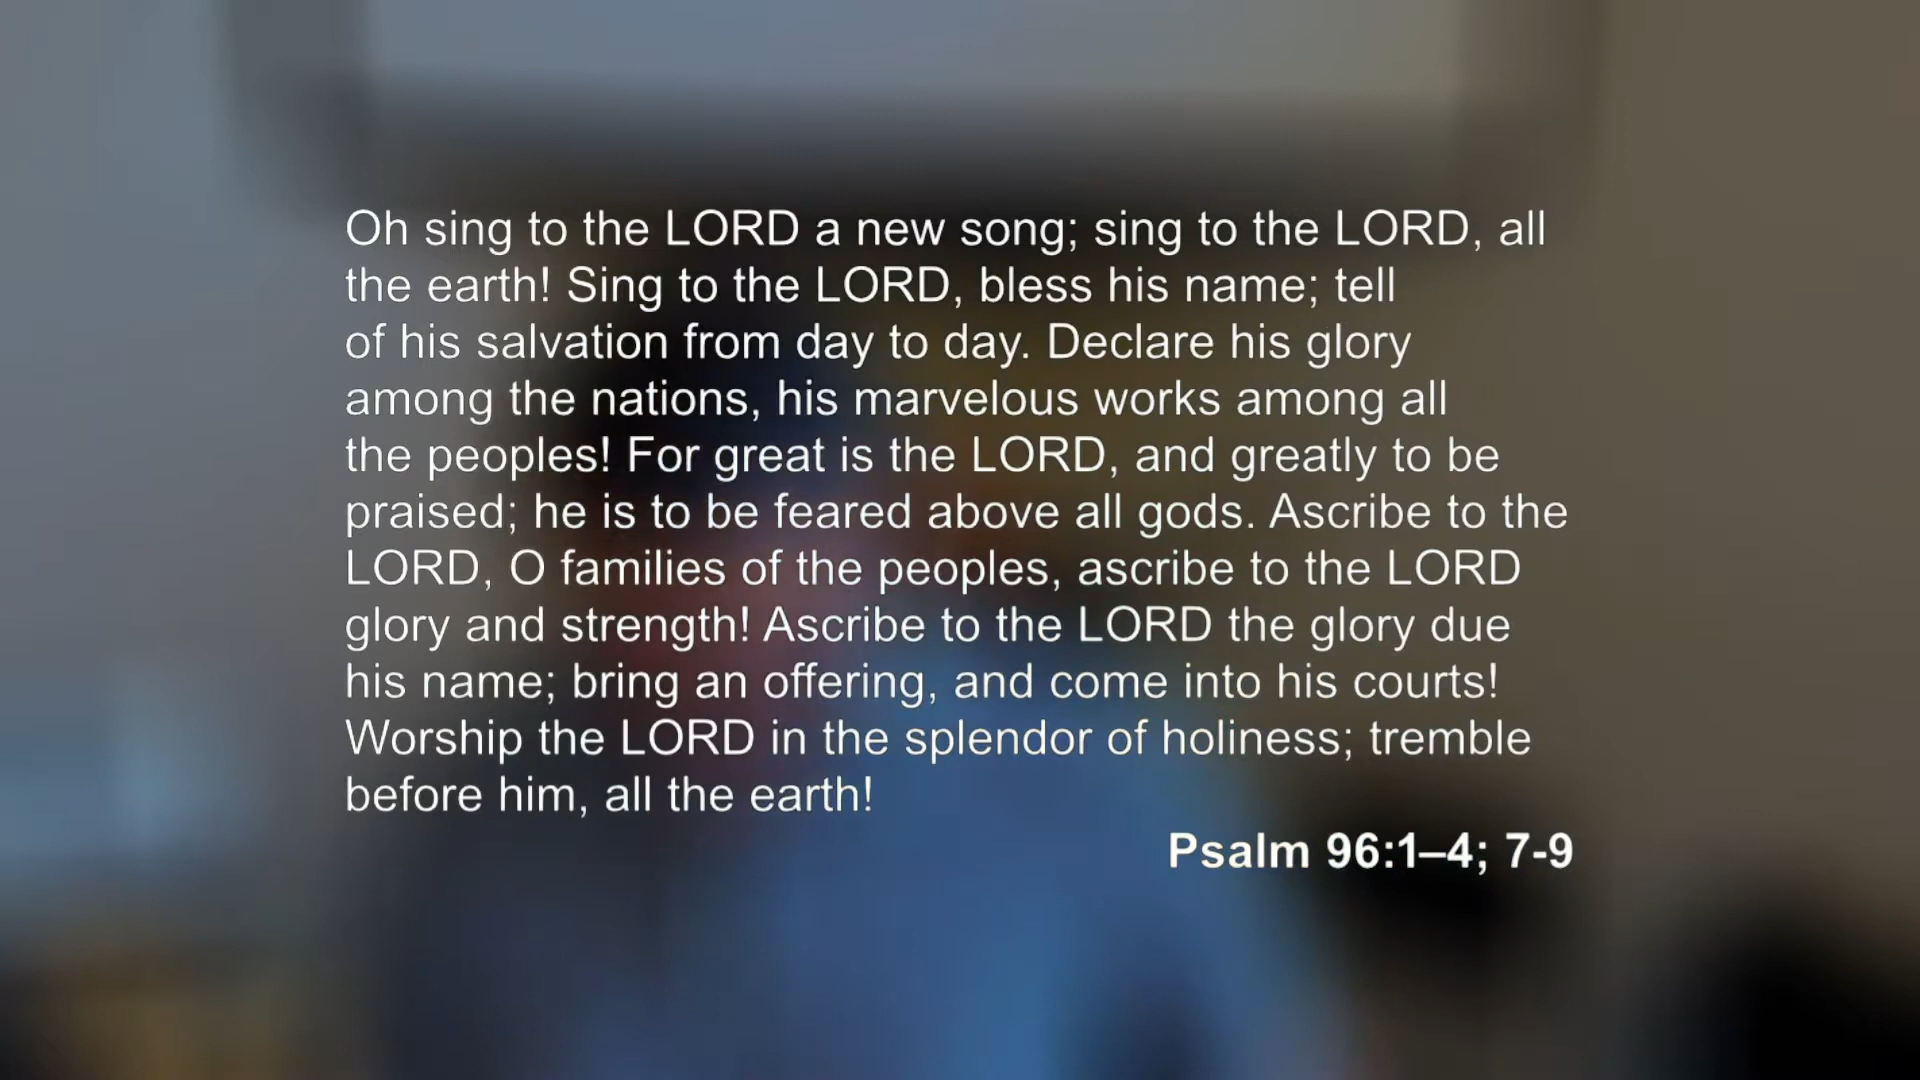 Oh sing to the LORD a new song; sing to the LORD, all
the earth! Sing to the LORD, bless his name; tell
of his salvation from day to day. Declare his glory
among the nations, his marvelous works among all
the peoples! For great is the LORD, and greatly to be
praised; he is to be feared above all gods. Ascribe to the
LORD, O families of the peoples, ascribe to the LORD
glory and strength! Ascribe to the LORD the glory due
his name; bring an offering, and come into his courts!
Worship the LORD in the splendor of holiness; tremble
before him, all the earth!
Psalm 96:1–4; 7-9